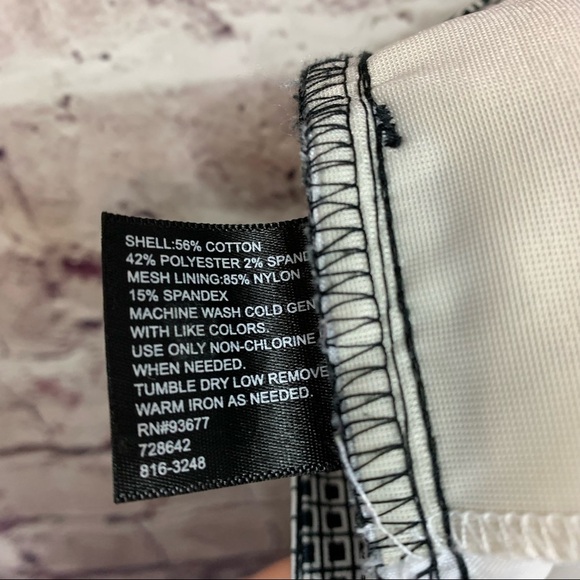 SHELL:56% COTTON
42% POLYESTER 2% SPAND
MESH LINING:85% NYLON
15% SPANDEX
MACHINE WASH COLD GEN
WITH LIKE COLORS.
USE ONLY NON-CHLORINE
WHEN NEEDED.
TUMBLE DRY LOW REMOVE
WARM IRON AS NEEDED.
RN#93677
728642
816-3248